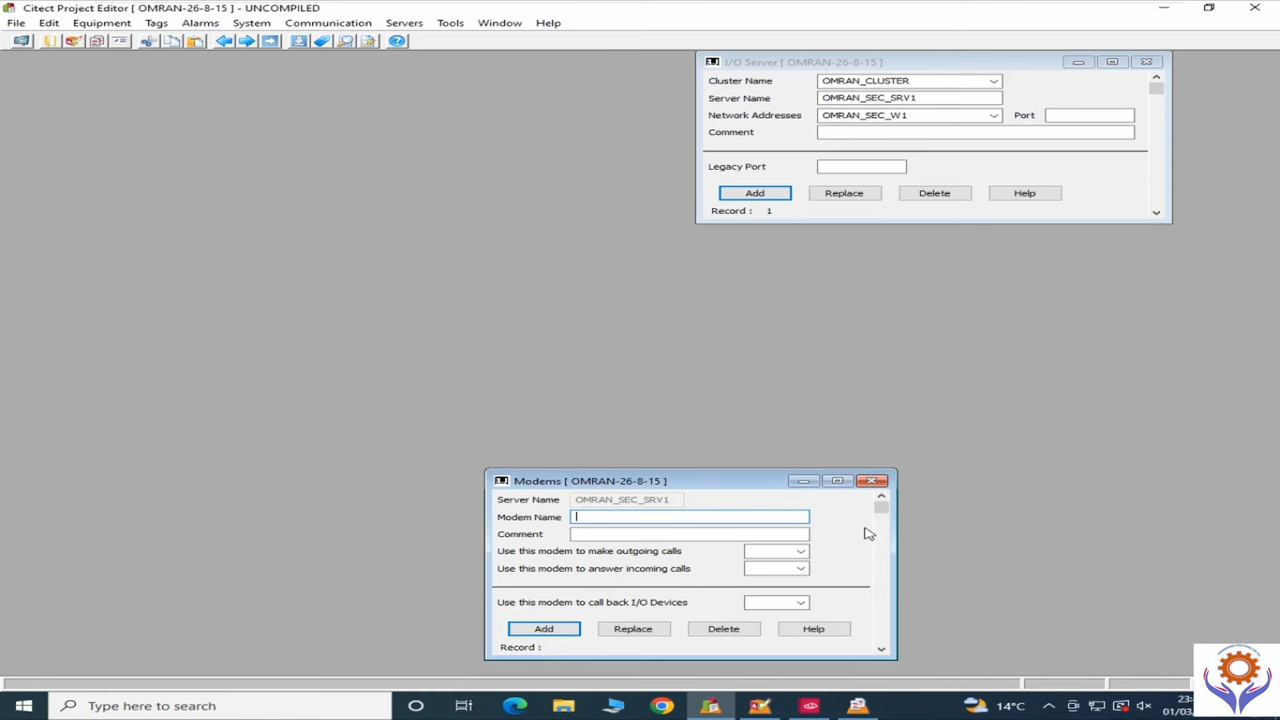 Citect Project Editor [ OMRAN-26-8-15 ] - UNCOMPILED
File Edit Equipment Tags Alarms System Communication Servers Tools Window Help
I/O Server [ OMRAN-26-8-15 ]
Cluster Name OMRAN_CLUSTER
Server Name OMRAN_SEC_SRV1
Network Addresses OMRAN_SEC_W1 Port
Comment
Legacy Port
Add Replace Delete Help
Record : 1
Modems [ OMRAN-26-8-15 ]
Server Name OMRAN_SEC_SRV1
Modem Name
Comment
Use this modem to make outgoing calls
Use this modem to answer incoming calls
Use this modem to call back I/O Devices
Add Replace Delete Help
Record :
Type here to search
14°C
23:
01/03